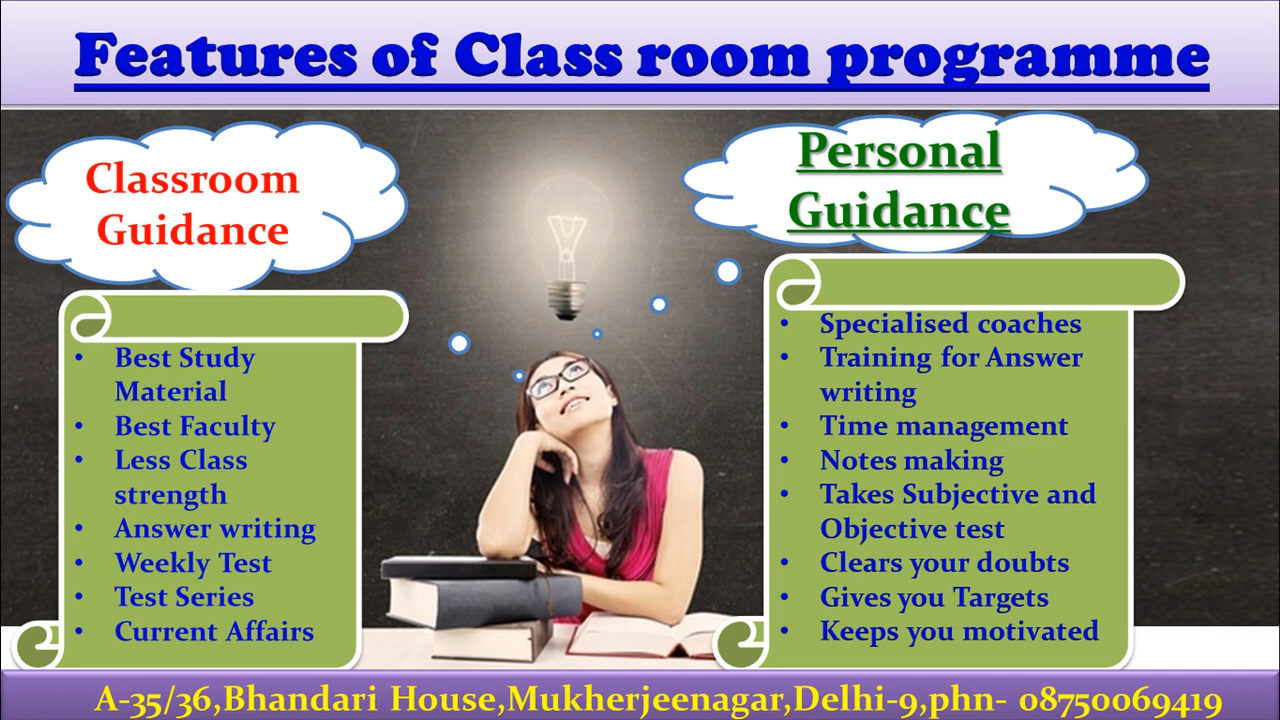 Features of Class room programme
Classroom
Guidance
• Best Study
Material
• Best Faculty
• Less Class
strength
• Answer writing
• Weekly Test
• Test Series
• Current Affairs
Personal
Guidance
• Specialised coaches
• Training for Answer
writing
• Time management
• Notes making
• Takes Subjective and
Objective test
• Clears your doubts
• Gives you Targets
• Keeps you motivated
A-35/36,Bhandari House,Mukherjeenagar,Delhi-9,phn- 08750069419